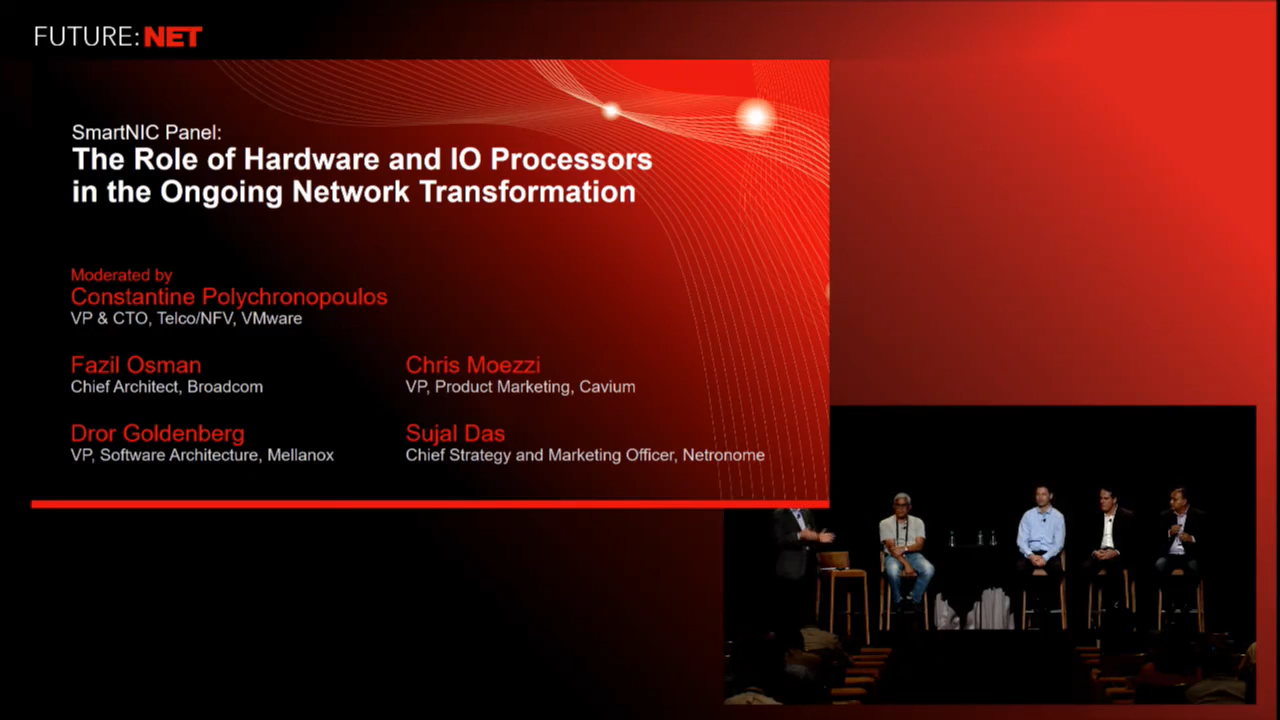 FUTURE:NET
SmartNIC Panel:
The Role of Hardware and IO Processors
in the Ongoing Network Transformation
Moderated by
Constantine Polychronopoulos
VP & CTO, Telco/NFV, VMware
Fazil Osman
Chief Architect, Broadcom
Chris Moezzi
VP, Product Marketing, Cavium
Dror Goldenberg
VP, Software Architecture, Mellanox
Sujal Das
Chief Strategy and Marketing Officer, Netronome